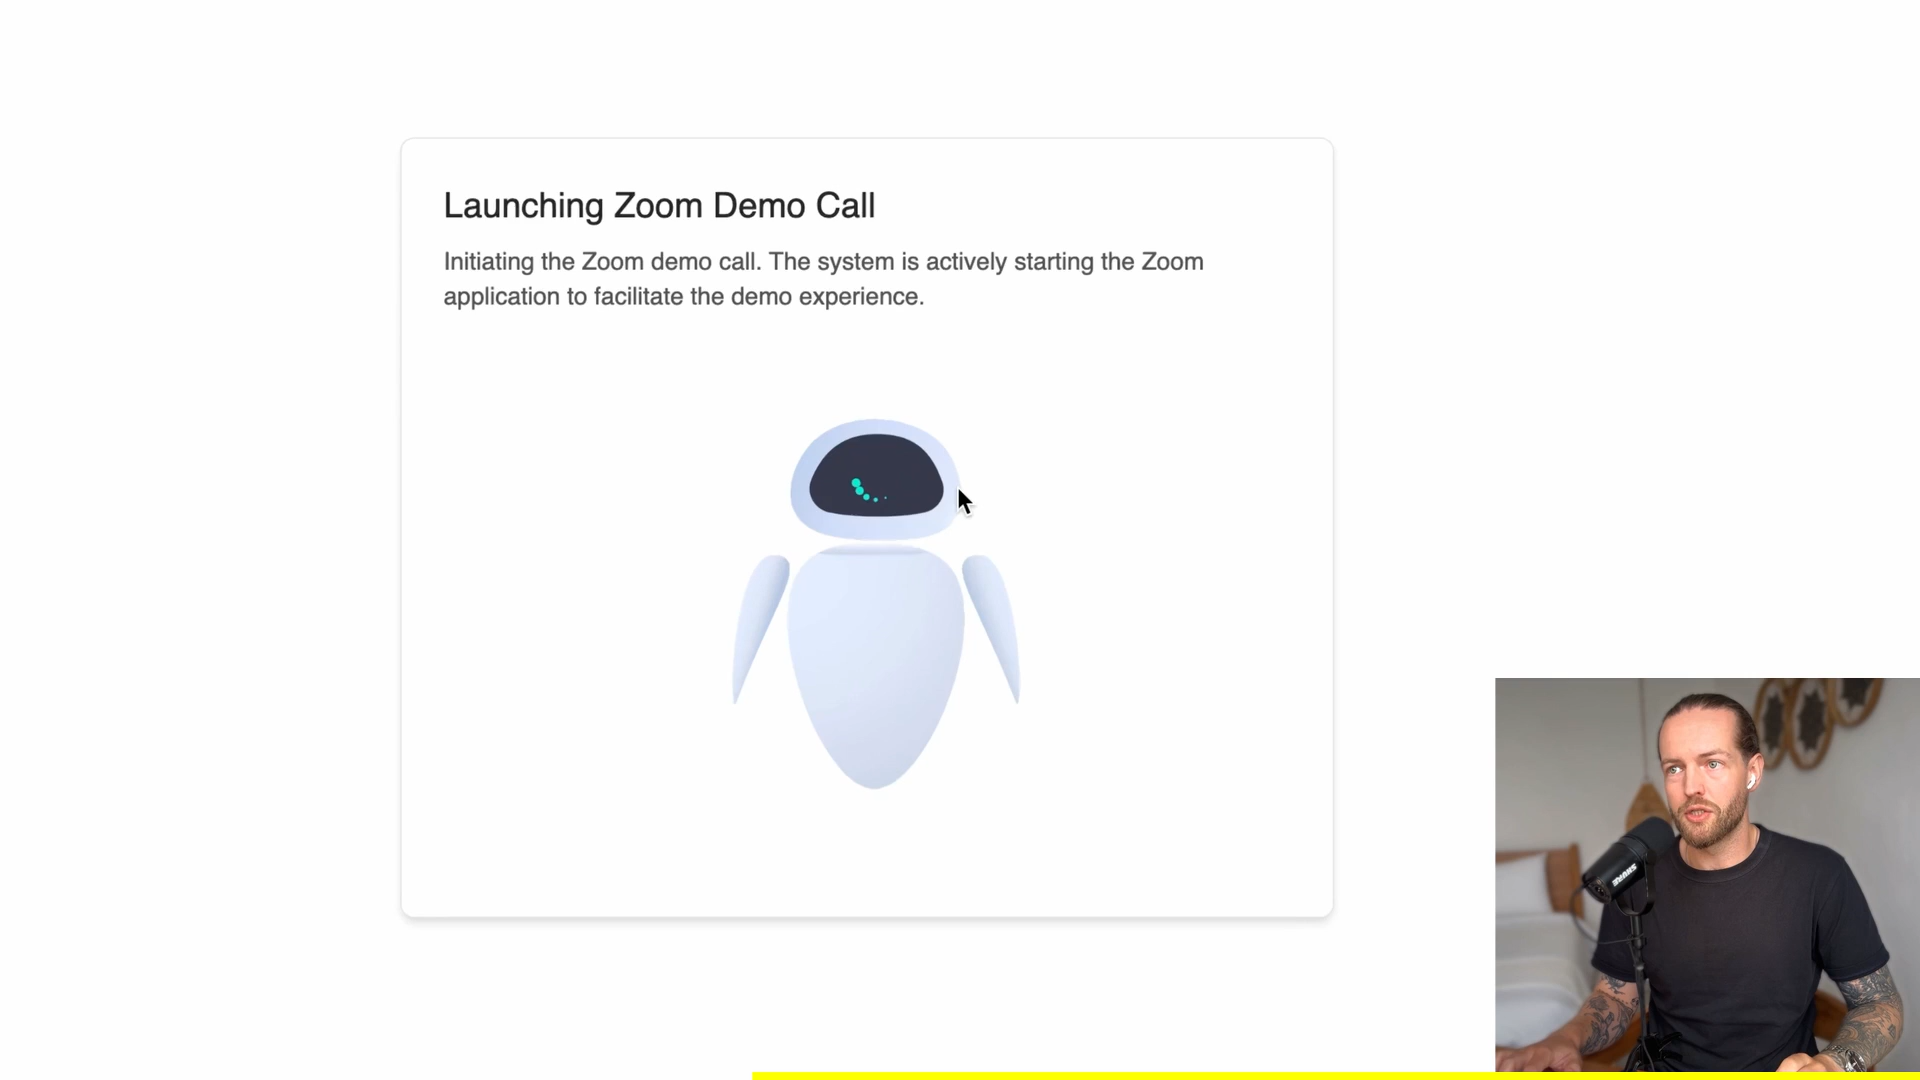 Launching Zoom Demo Call
Initiating the Zoom demo call. The system is actively starting the Zoom
application to facilitate the demo experience.
SHURE